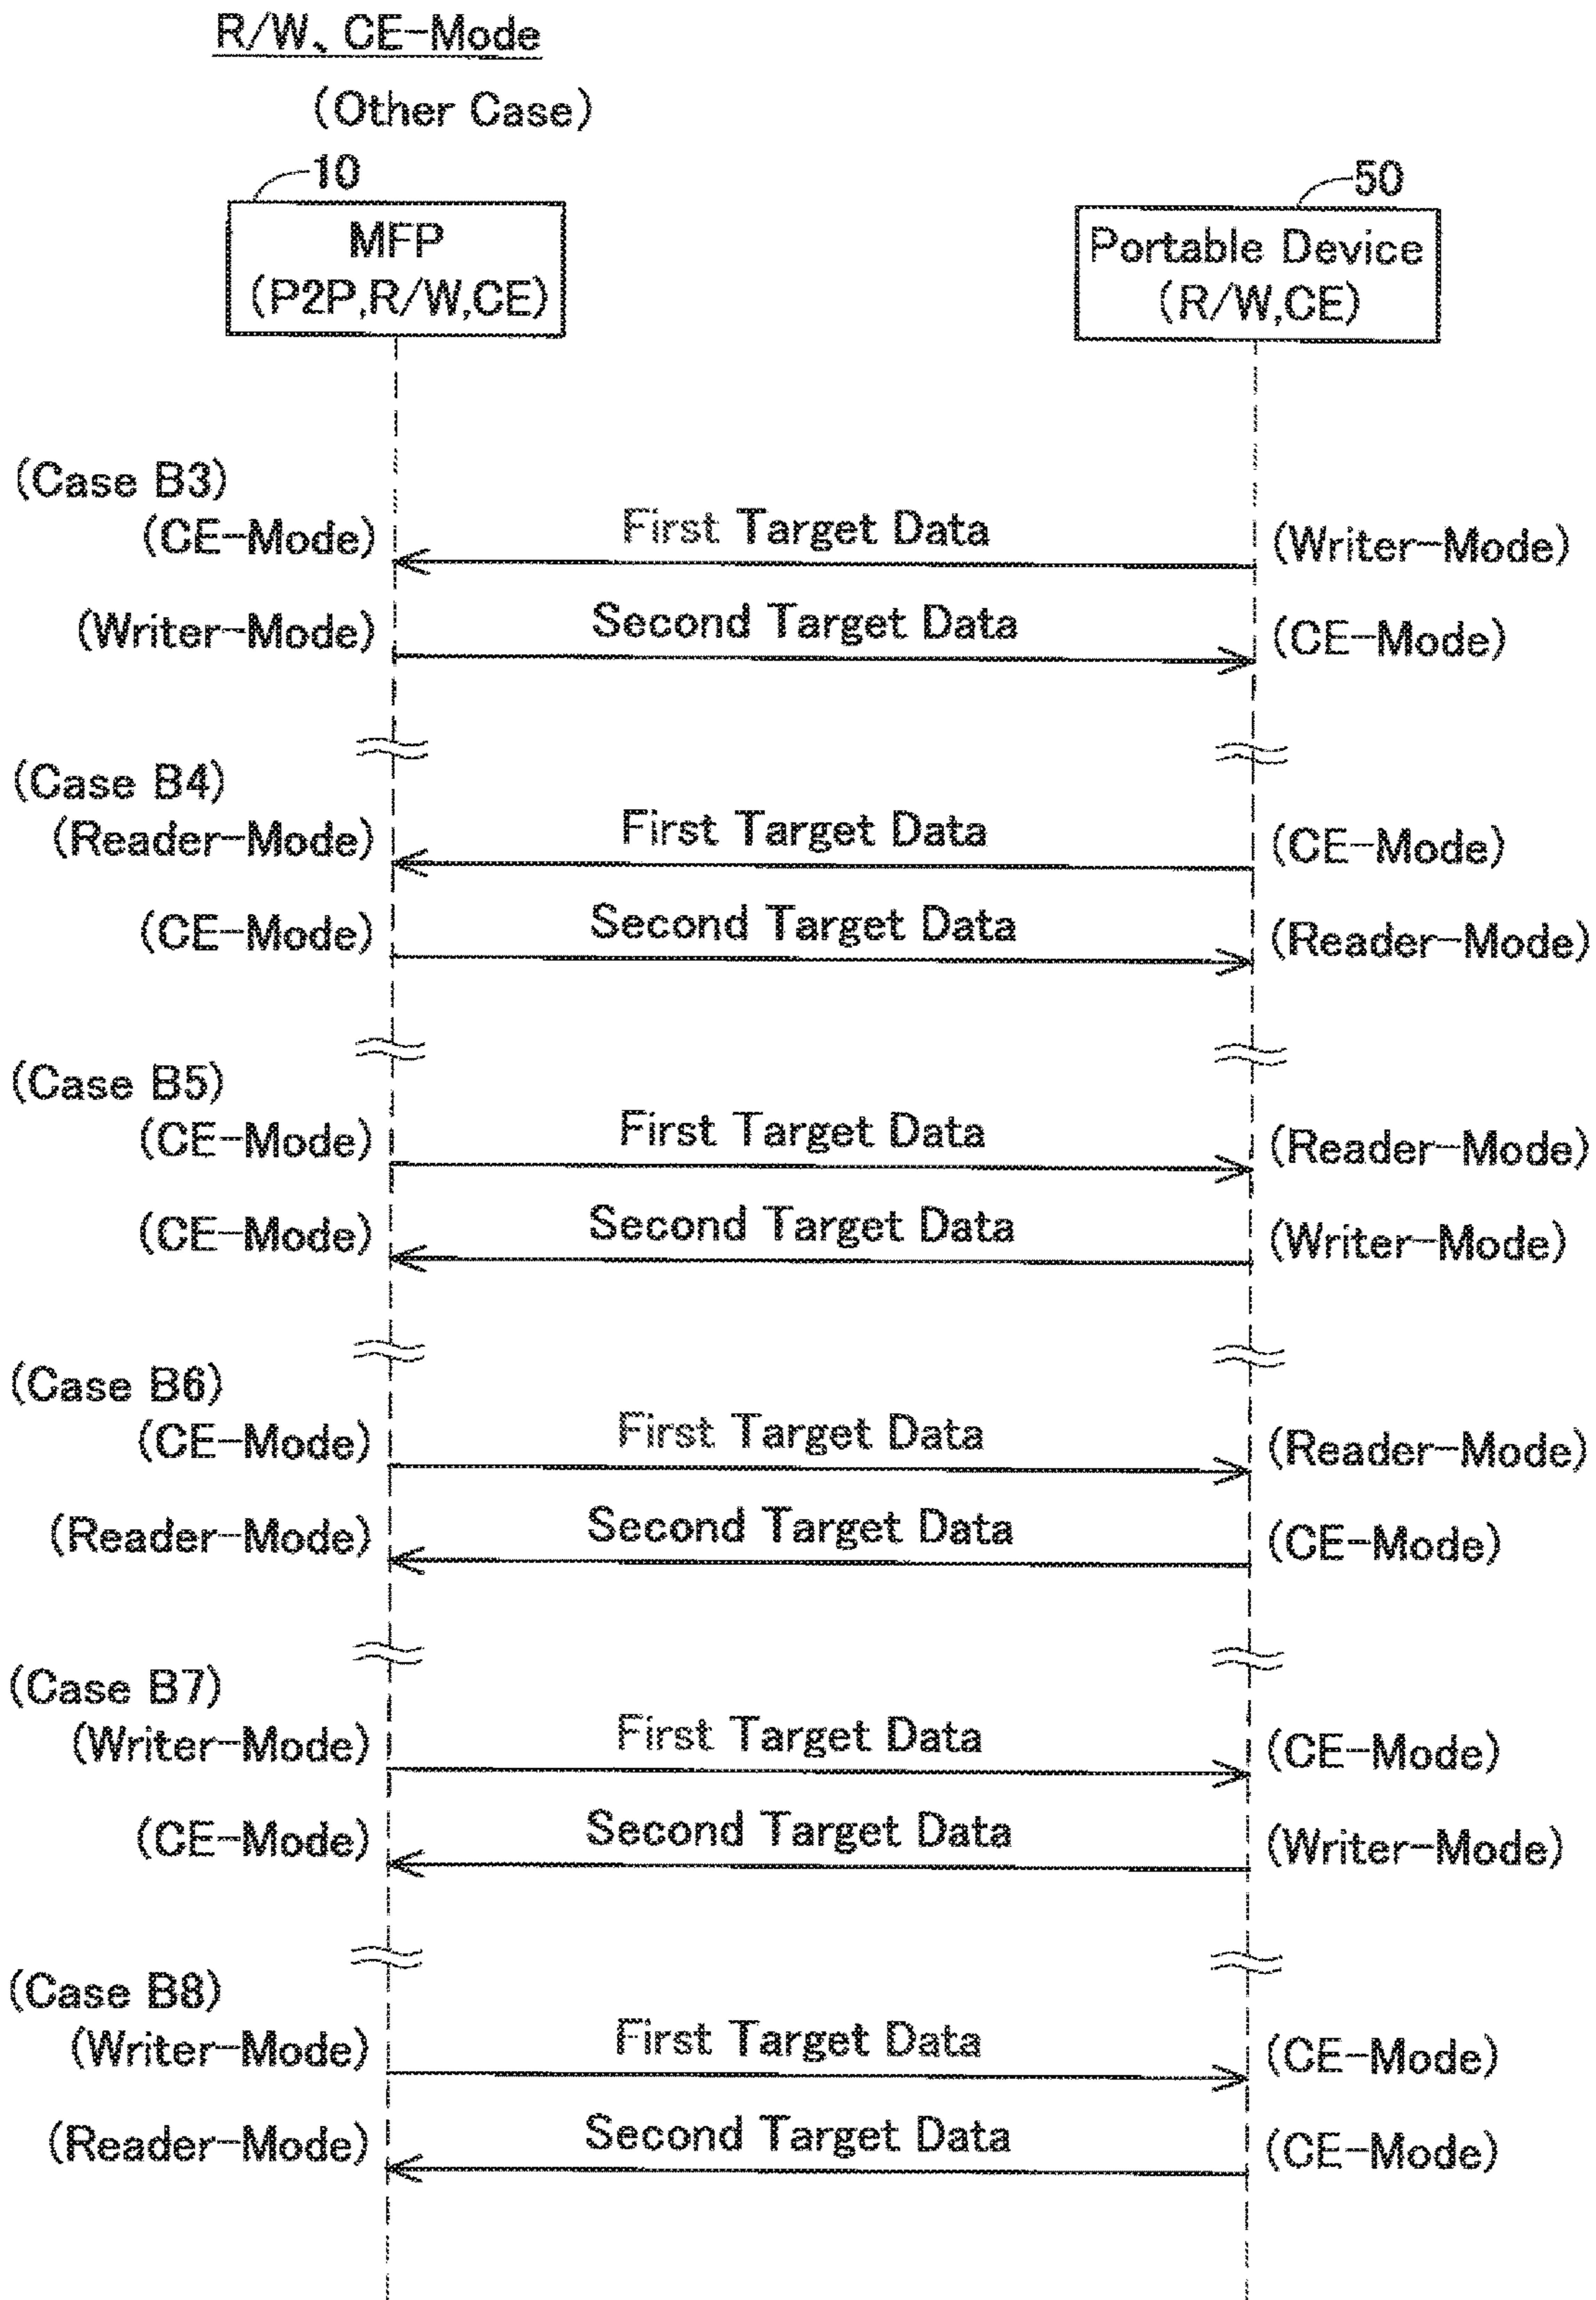 R/W、CE-Mode
(Other Case)
10
50
MFP
(P2P,R/W,CE)
Portable Device
(R/W,CE)
(Case B3)
(CE-Mode) First Target Data (Writer-Mode)
(Writer-Mode) Second Target Data (CE-Mode)
(Case B4)
(Reader-Mode) First Target Data (CE-Mode)
(CE-Mode) Second Target Data (Reader-Mode)
(Case B5)
(CE-Mode) First Target Data (Reader-Mode)
(CE-Mode) Second Target Data (Writer-Mode)
(Case B6)
(CE-Mode) First Target Data (Reader-Mode)
(Reader-Mode) Second Target Data (CE-Mode)
(Case B7)
(Writer-Mode) First Target Data (CE-Mode)
(CE-Mode) Second Target Data (Writer-Mode)
(Case B8)
(Writer-Mode) First Target Data (CE-Mode)
(Reader-Mode) Second Target Data (CE-Mode)